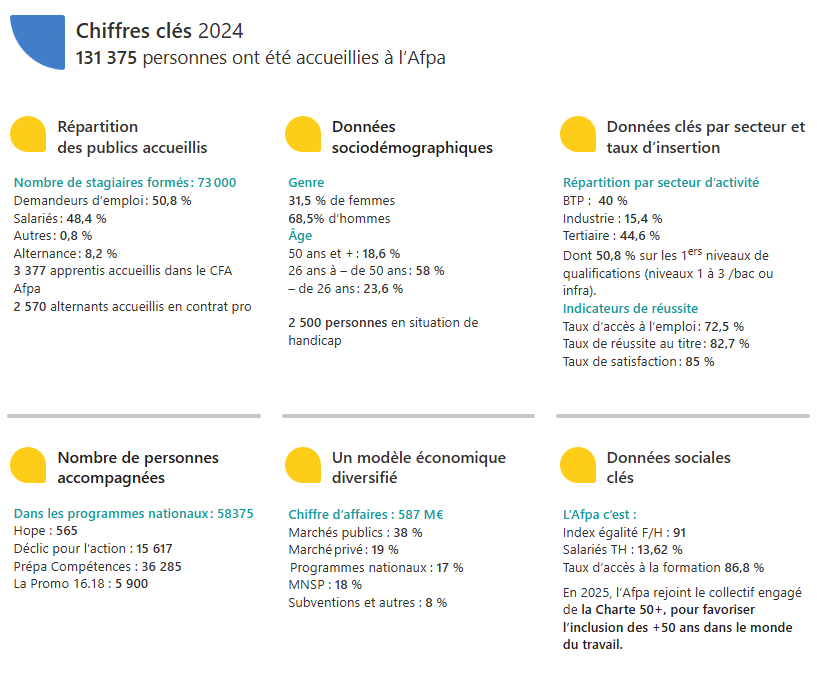 Chiffres clés 2024
131 375 personnes ont été accueillies à l'Afpa
Répartition
des publics accueillis
Nombre de stagiaires formés : 73 000
Demandeurs d'emploi : 50,8 %
Salariés : 48,4 %
Autres : 0,8 %
Alternance : 8,2 %
3 377 apprentis accueillis dans le CFA
Afpa
2 570 alternants accueillis en contrat pro
Données
sociodémographiques
Genre
31,5 % de femmes
68,5% d'hommes
Âge
50 ans et + : 18,6 %
26 ans à – de 50 ans : 58 %
– de 26 ans : 23,6 %
2 500 personnes en situation de
handicap
Données clés par secteur et
taux d'insertion
Répartition par secteur d'activité
BTP : 40 %
Industrie : 15,4 %
Tertiaire : 44,6 %
Dont 50,8 % sur les 1ers niveaux de
qualifications (niveaux 1 à 3 /bac ou
infra).
Indicateurs de réussite
Taux d'accès à l'emploi : 72,5 %
Taux de réussite au titre : 82,7 %
Taux de satisfaction : 85 %
Nombre de personnes
accompagnées
Dans les programmes nationaux : 58375
Hope : 565
Déclic pour l'action : 15 617
Prépa Compétences : 36 285
La Promo 16.18 : 5 900
Un modèle économique
diversifié
Chiffre d'affaires : 587 M€
Marchés publics : 38 %
Marché privé : 19 %
Programmes nationaux : 17 %
MNSP : 18 %
Subventions et autres : 8 %
Données sociales
clés
L'Afpa c'est :
Index égalité F/H : 91
Salariés TH : 13,62 %
Taux d'accès à la formation 86,8 %
En 2025, l'Afpa rejoint le collectif engagé
de la Charte 50+, pour favoriser
l'inclusion des +50 ans dans le monde
du travail.